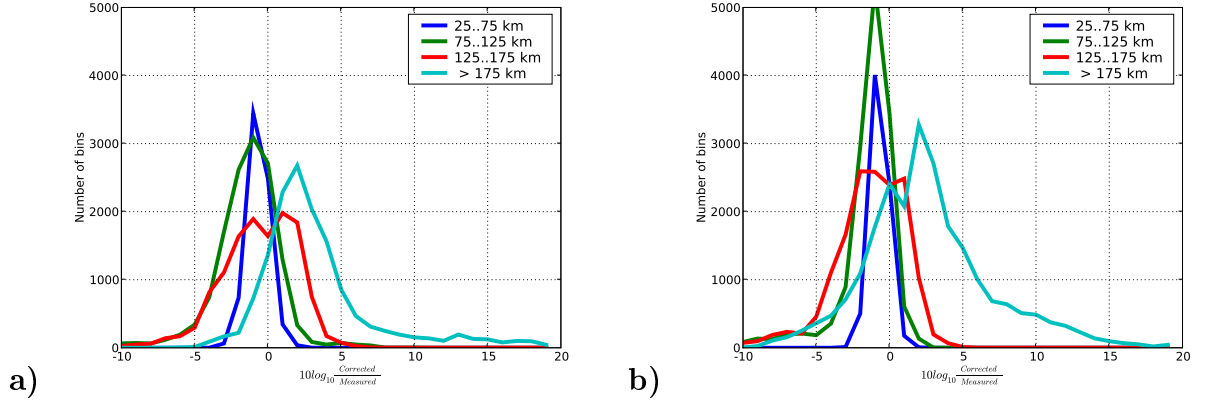 5000
4000
3000
2000
1000
0
Number of bins
-10 -5 0 5 10 15 20
10log10 Corrected/Measured
25..75 km
75..125 km
125..175 km
> 175 km
a)
5000
4000
3000
2000
1000
0
Number of bins
-10 -5 0 5 10 15 20
10log10 Corrected/Measured
25..75 km
75..125 km
125..175 km
> 175 km
b)